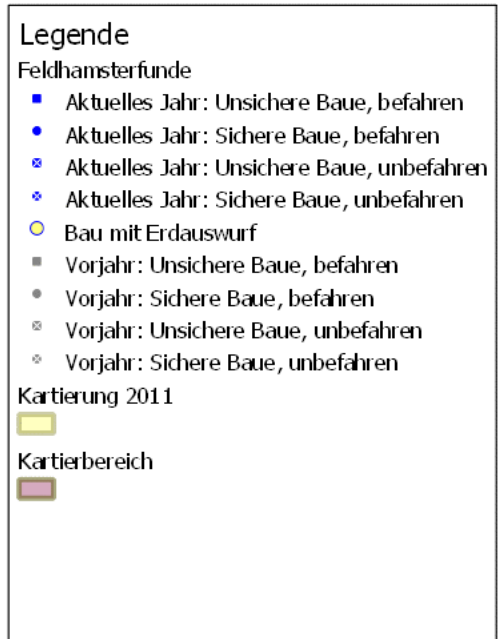 Legende
Feldhamsterfunde
Aktuelles Jahr: Unsichere Baue, befahren
Aktuelles Jahr: Sichere Baue, befahren
Aktuelles Jahr: Unsichere Baue, unbefahren
Aktuelles Jahr: Sichere Baue, unbefahren
Bau mit Erdauswurf
Vorjahr: Unsichere Baue, befahren
Vorjahr: Sichere Baue, befahren
Vorjahr: Unsichere Baue, unbefahren
Vorjahr: Sichere Baue, unbefahren
Kartierung 2011
Kartierbereich